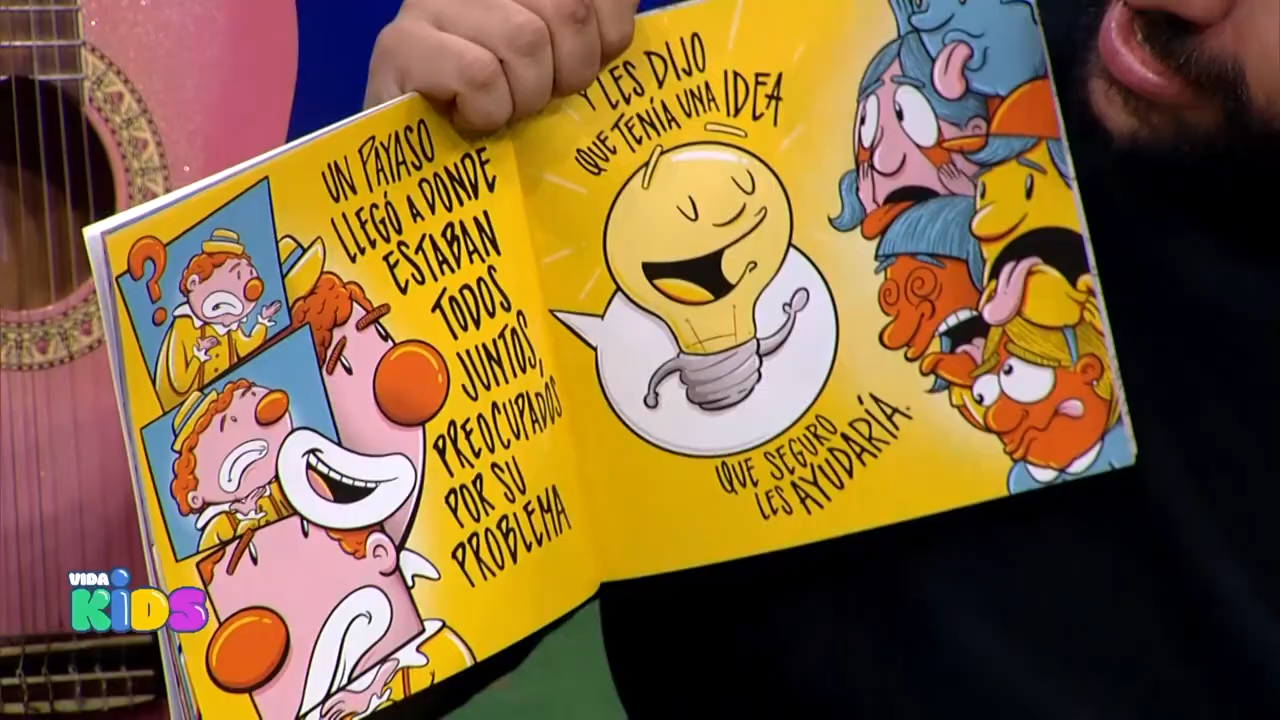 UN PAYASO
LLEGÓ A DONDE
ESTABAN
TODOS
JUNTOS,
PREOCUPADOS
POR SU
PROBLEMA
Y LES DIJO
QUE TENÍA UNA IDEA
QUE SEGURO
LES AYUDARÍA.
?
VIDA
KiDS